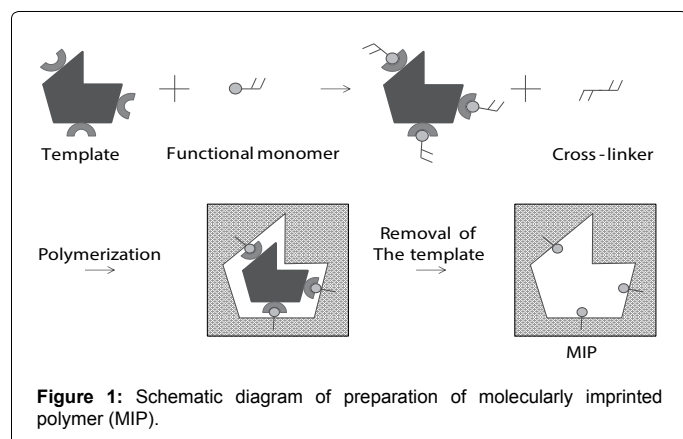 Template
Functional monomer
Cross-linker
Polymerization
Removal of
The template
MIP
Figure 1: Schematic diagram of preparation of molecularly imprinted
polymer (MIP).